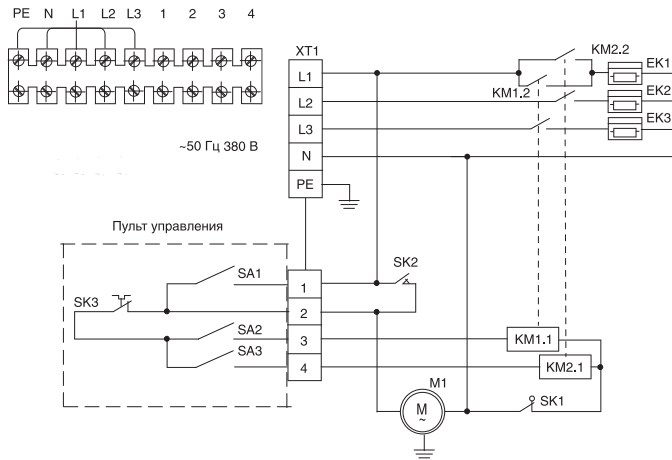 PE N L1 L2 L3 1 2 3 4
XT1
KM2.2
L1
EK1
KM1.2
L2
EK2
L3
EK3
~50 Гц 380 В
N
PE
Пульт управления
SA1
SK2
SK3
1
2
SA2
3
KM1.1
SA3
4
KM2.1
M1
M
~
SK1